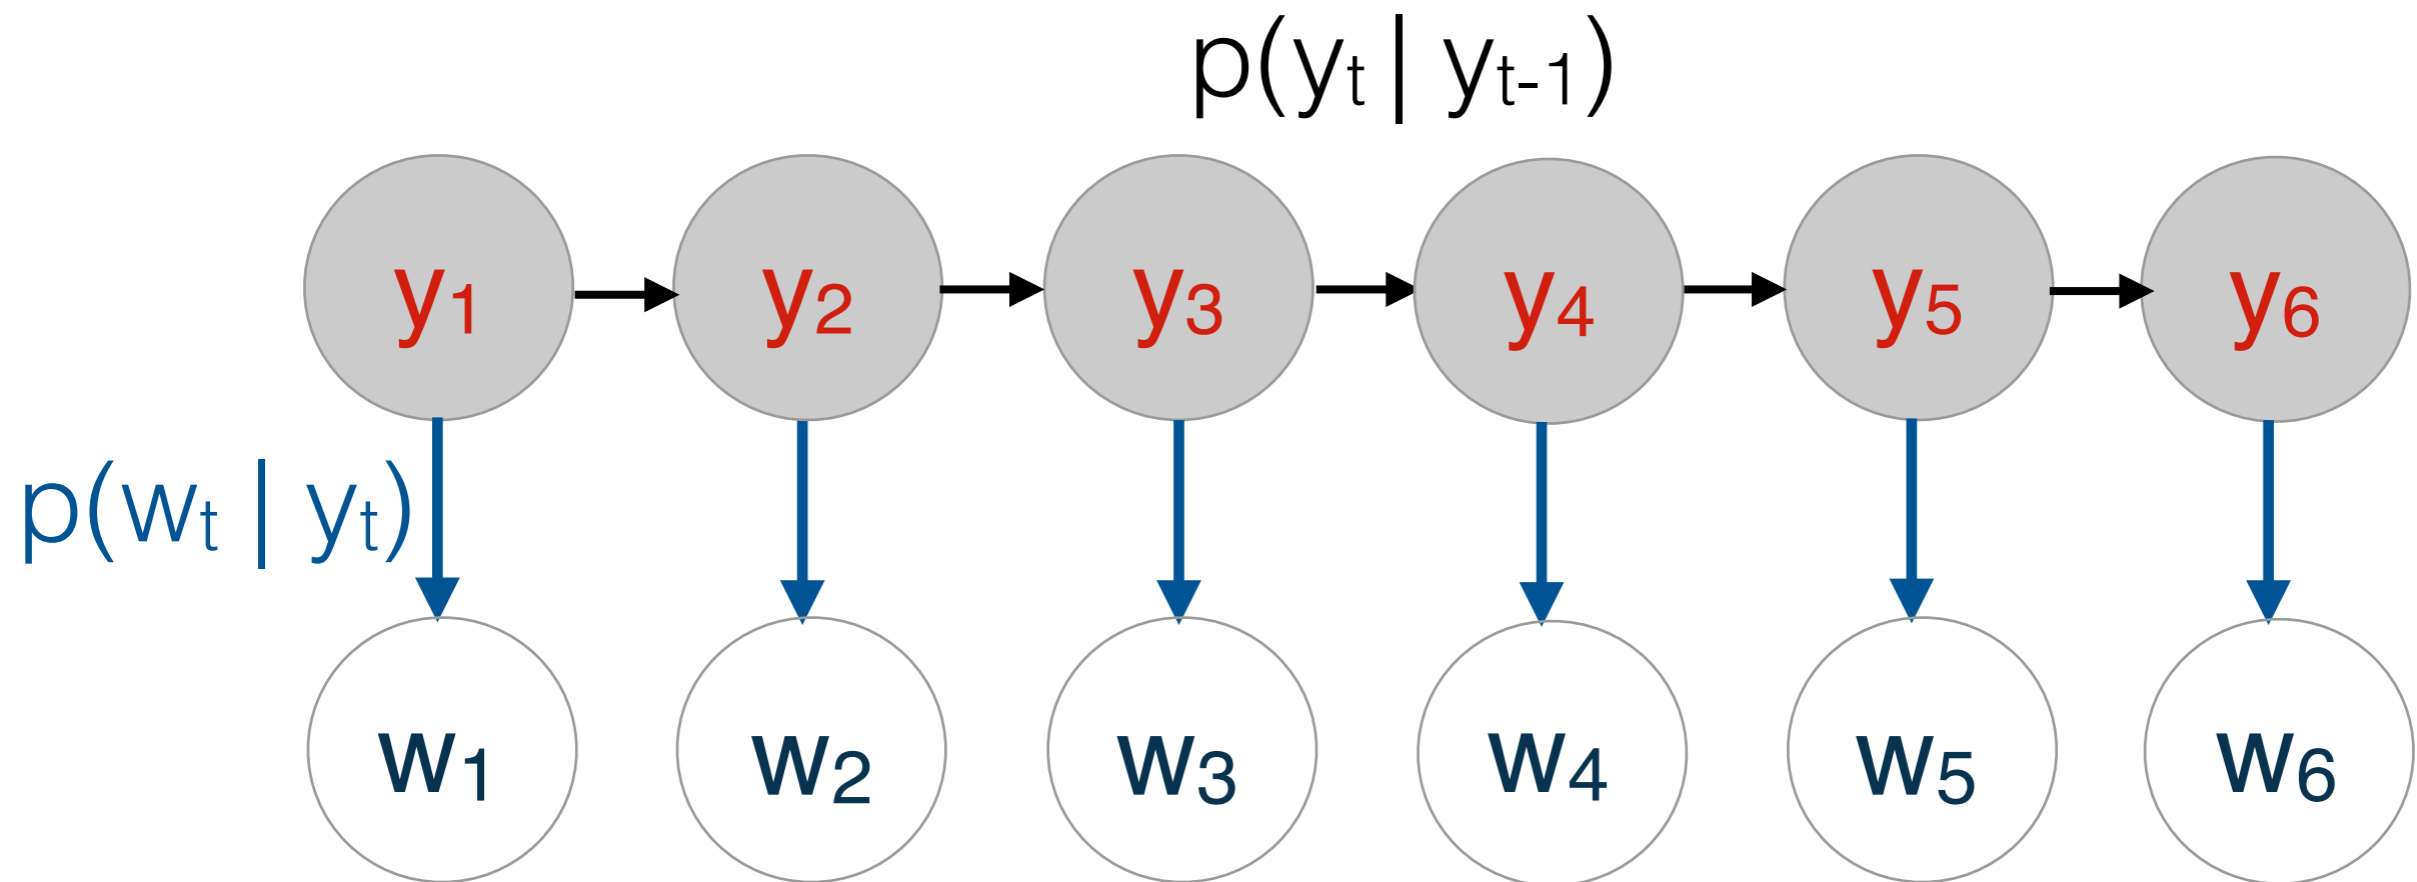 p(yₜ | yₜ₋₁)
y₁ y₂ y₃ y₄ y₅ y₆
p(wₜ | yₜ)
w₁ w₂ w₃ w₄ w₅ w₆